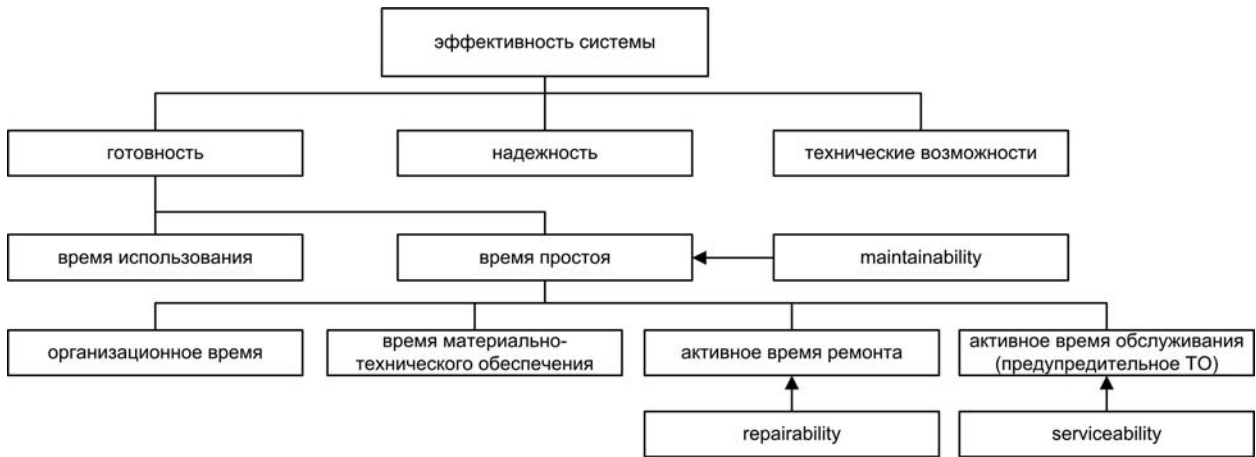 эффективность системы
готовность
надежность
технические возможности
время использования
время простоя
maintainability
организационное время
время материально-
технического обеспечения
активное время ремонта
активное время обслуживания
(предупредительное ТО)
repairability
serviceability